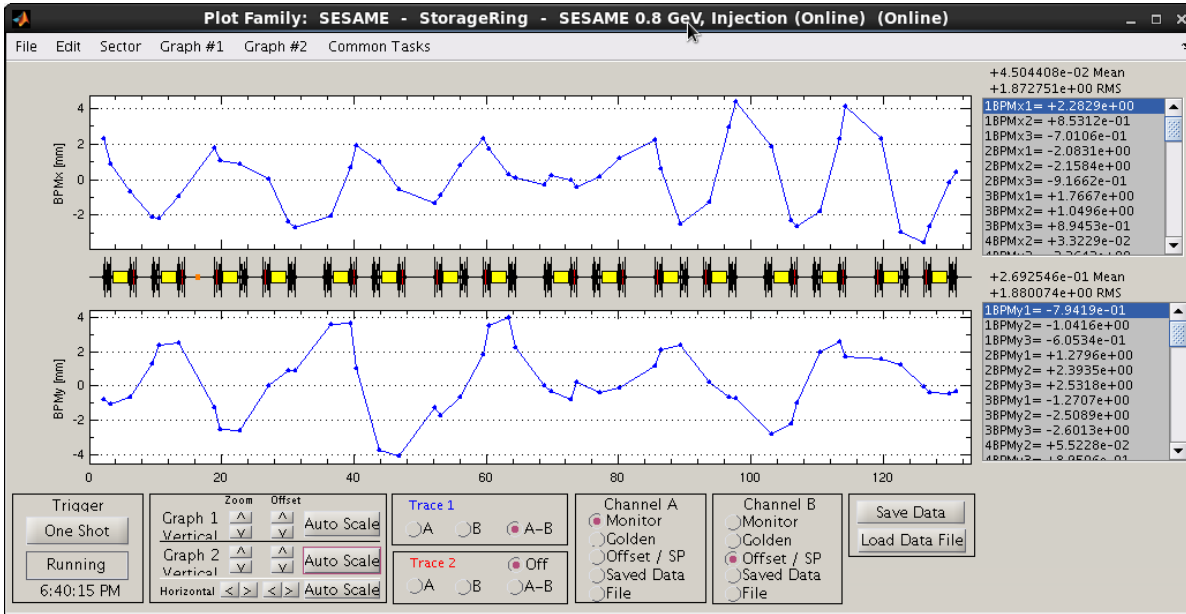 Plot Family: SESAME - StorageRing - SESAME 0.8 GeV, Injection (Online) (Online)
File Edit Sector Graph #1 Graph #2 Common Tasks
+4.504408e-02 Mean
+1.872751e+00 RMS
BPMx [mm]
4
2
0
-2
1BPMx1= +2.2829e+00
1BPMx2= +8.5312e-01
1BPMx3= -7.0106e-01
2BPMx1= -2.0831e+00
2BPMx2= -2.1584e+00
2BPMx3= -9.1662e-01
3BPMx1= +1.7667e+00
3BPMx2= +1.0496e+00
3BPMx3= +8.9453e-01
4BPMx2= +3.3229e-02
+2.692546e-01 Mean
+1.880074e+00 RMS
BPMy [mm]
4
2
0
-2
-4
0 20 40 60 80 100 120
1BPMy1= -7.9419e-01
1BPMy2= -1.0416e+00
1BPMy3= -6.0534e-01
2BPMy1= +1.2796e+00
2BPMy2= +2.3935e+00
2BPMy3= +2.5318e+00
3BPMy1= -1.2707e+00
3BPMy2= -2.5089e+00
3BPMy3= -2.6013e+00
4BPMy2= +5.5228e-02
Trigger
One Shot
Running
6:40:15 PM
Zoom Offset
Graph 1 ^ ^ Auto Scale
Vertical v v
Graph 2 ^ ^ Auto Scale
Vertical v v
Horizontal < > < > Auto Scale
Trace 1
A B A-B
Trace 2 Off
A B A-B
Channel A
Monitor
Golden
Offset / SP
Saved Data
File
Channel B
Monitor
Golden
Offset / SP
Saved Data
File
Save Data
Load Data File